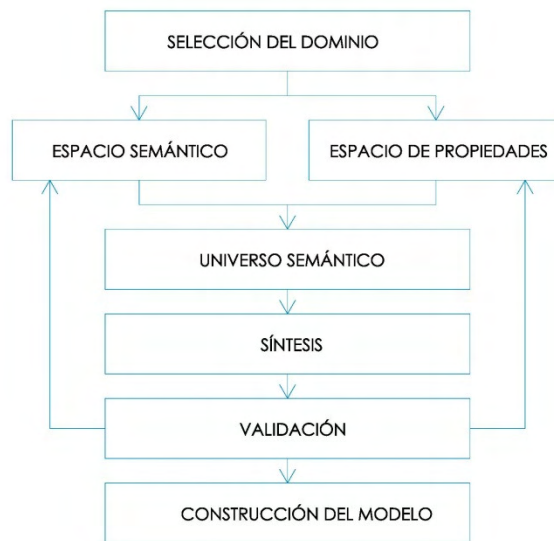 SELECCIÓN DEL DOMINIO
ESPACIO SEMÁNTICO
ESPACIO DE PROPIEDADES
UNIVERSO SEMÁNTICO
SÍNTESIS
VALIDACIÓN
CONSTRUCCIÓN DEL MODELO